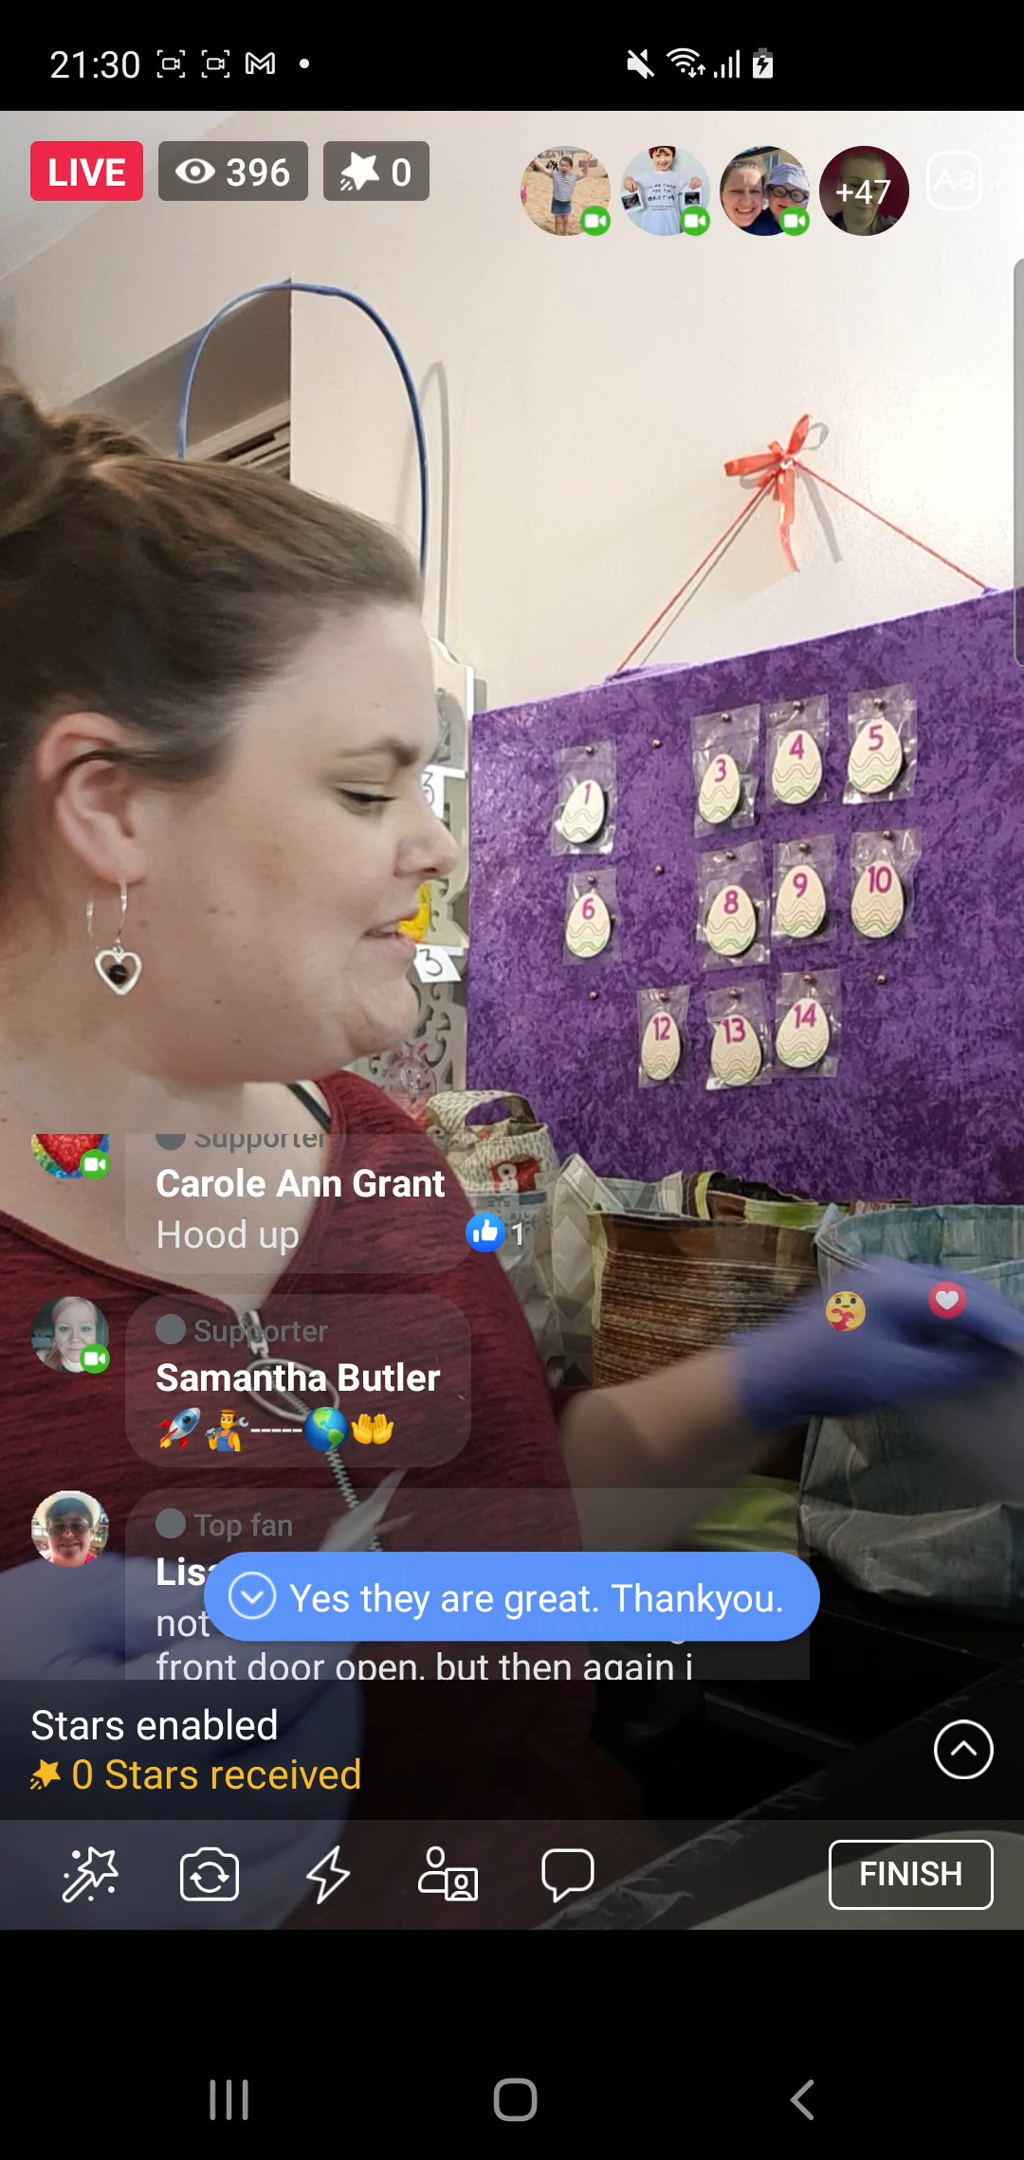 21:30
LIVE 396 0
+47 Aa
3 4 5
1
8 9 10
6
3
12 13 14
Supporter
Carole Ann Grant
Hood up
1
Supporter
Samantha Butler
-----
Top fan
Lis
Yes they are great. Thankyou.
not
front door open, but then again i
Stars enabled
0 Stars received
FINISH